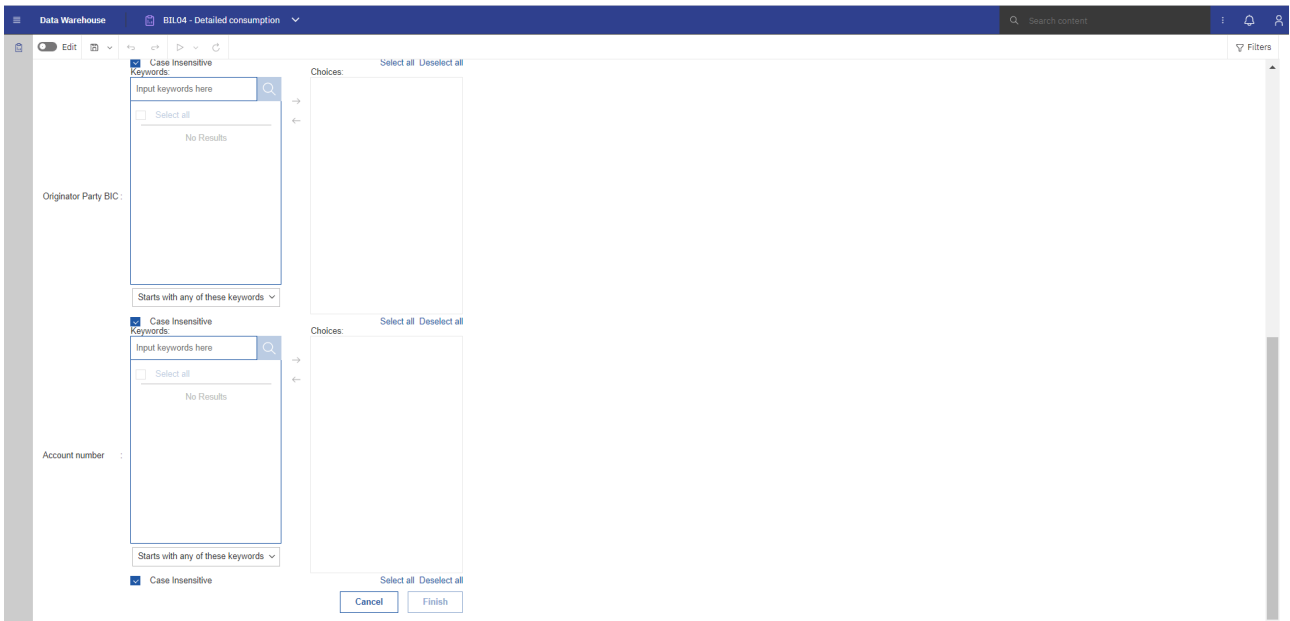 Data Warehouse BIL04 - Detailed consumption Search content
Edit Filters
Case Insensitive Select all Deselect all
Keywords: Choices:
Input keywords here
Select all
No Results
Originator Party BIC :
Starts with any of these keywords
Case Insensitive Select all Deselect all
Keywords: Choices:
Input keywords here
Select all
No Results
Account number :
Starts with any of these keywords
Case Insensitive Select all Deselect all
Cancel Finish